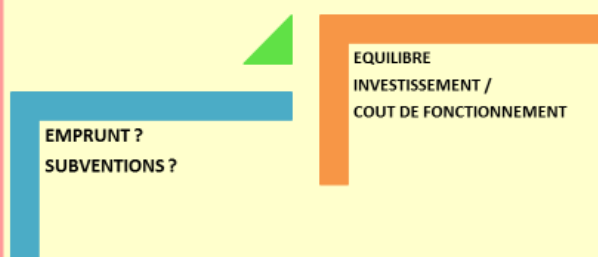 EQUILIBRE
INVESTISSEMENT /
COUT DE FONCTIONNEMENT
EMPRUNT ?
SUBVENTIONS ?